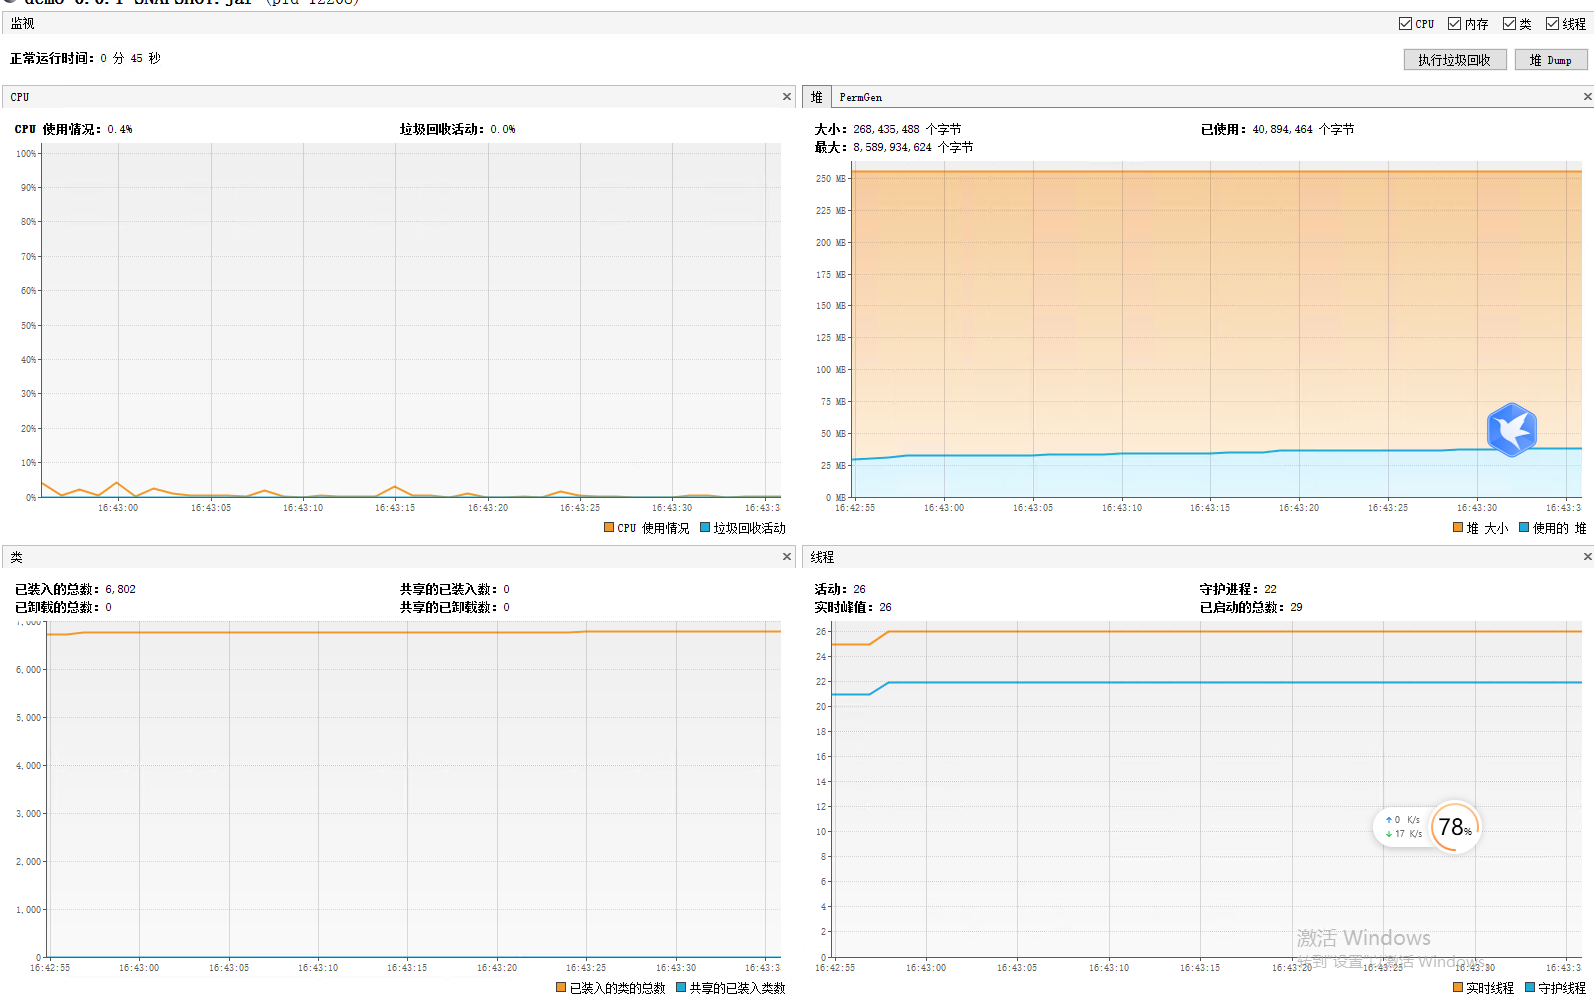 demo-0.0.1-SNAPSHOT.jar (pid 12208)
监视
CPU 内存 类 线程
正常运行时间：0 分 45 秒
执行垃圾回收 堆 Dump
CPU
CPU 使用情况：0.4% 垃圾回收活动：0.0%
100%
90%
80%
70%
60%
50%
40%
30%
20%
10%
0%
16:43:00 16:43:05 16:43:10 16:43:15 16:43:20 16:43:25 16:43:30 16:43:3
CPU 使用情况 垃圾回收活动
堆 PermGen
大小：268,435,488 个字节 已使用：40,894,464 个字节
最大：8,589,934,624 个字节
250 MB
225 MB
200 MB
175 MB
150 MB
125 MB
100 MB
75 MB
50 MB
25 MB
0 MB
16:42:55 16:43:00 16:43:05 16:43:10 16:43:15 16:43:20 16:43:25 16:43:30 16:43:3
堆 大小 使用的 堆
类
已装入的总数：6,802 共享的已装入数：0
已卸载的总数：0 共享的已卸载数：0
7,000
6,000
5,000
4,000
3,000
2,000
1,000
0
16:42:55 16:43:00 16:43:05 16:43:10 16:43:15 16:43:20 16:43:25 16:43:30 16:43:3
已装入的类的总数 共享的已装入类数
线程
活动：26 守护进程：22
实时峰值：26 已启动的总数：29
26
24
22
20
18
16
14
12
10
8
6
4
2
0
16:42:55 16:43:00 16:43:05 16:43:10 16:43:15 16:43:20 16:43:25 16:43:30 16:43:3
实时线程 守护线程
0 K/s
17 K/s
78%
激活 Windows
转到"设置"以激活 Windows。